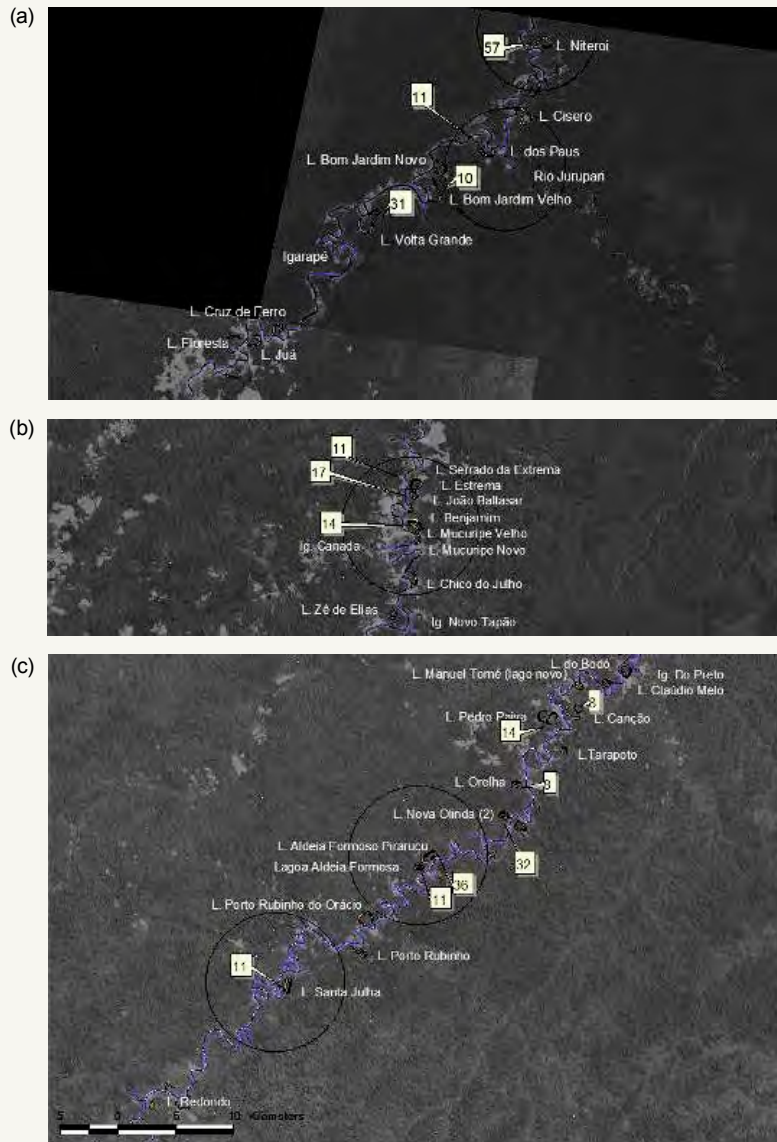 (a)
57
L. Niteroi
11
L. Cisero
L. dos Paus
L. Bom Jardim Novo
Rio Jurupari
10
31
L. Bom Jardim Velho
L. Volta Grande
Igarapé
L. Cruz de Ferro
L. Floresta
L. Juá
(b)
11
17
L. Serrado da Extrema
L. Estrema
L. João Baltasar
14
L. Benjamim
L. Mucuripe Velho
Ig. Canada
L. Mucuripe Novo
L. Chico do Julho
L. Zé de Elias
Ig. Novo Tapão
(c)
L. do Bodó
L. Manuel Tomé (lago novo)
Ig. Do Preto
L. Claudio Melo
8
L. Pedro Paiva
L. Canção
14
L. Tarapoto
L. Orelha
3
L. Nova Olinda (2)
32
L. Aldeia Formoso Pirarucu
Lagoa Aldeia Formosa
36
11
L. Porto Rubinho do Orácio
L. Porto Rubinho
11
L. Santa Julha
L. Redondo
5 0 5 10 Kilometers